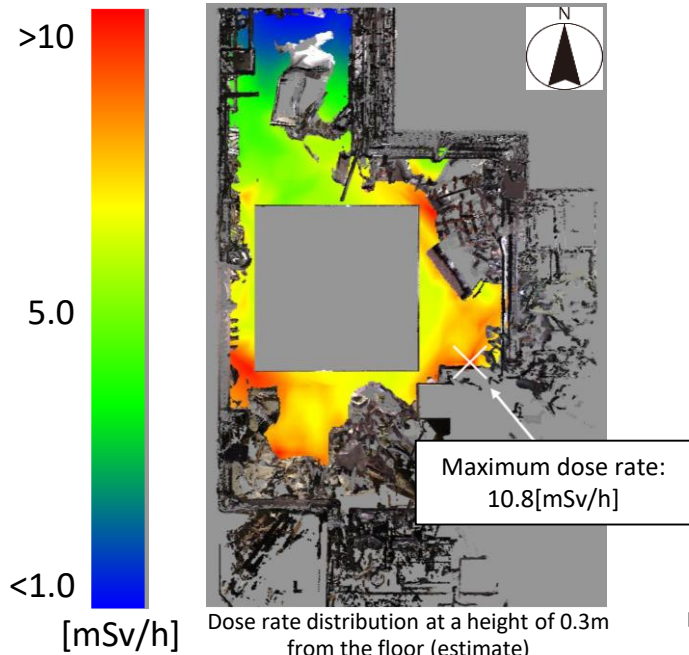 >10
5.0
<1.0
[mSv/h]
N
Maximum dose rate:
10.8[mSv/h]
Dose rate distribution at a height of 0.3m
from the floor (estimate)